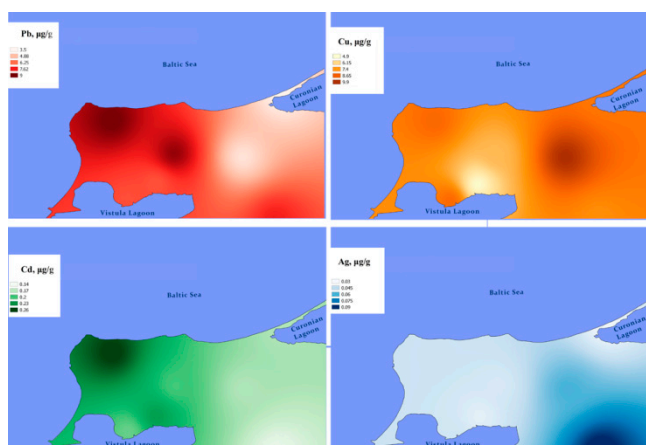 Pb, µg/g
3.5
4.88
6.25
7.62
9
Baltic Sea
Curonian
Lagoon
Vistula Lagoon
Cu, µg/g
4.9
6.15
7.4
8.65
9.9
Baltic Sea
Curonian
Lagoon
Vistula Lagoon
Cd, µg/g
0.14
0.17
0.2
0.23
0.26
Baltic Sea
Curonian
Lagoon
Vistula Lagoon
Ag, µg/g
0.03
0.045
0.06
0.075
0.09
Baltic Sea
Curonian
Lagoon
Vistula Lagoon